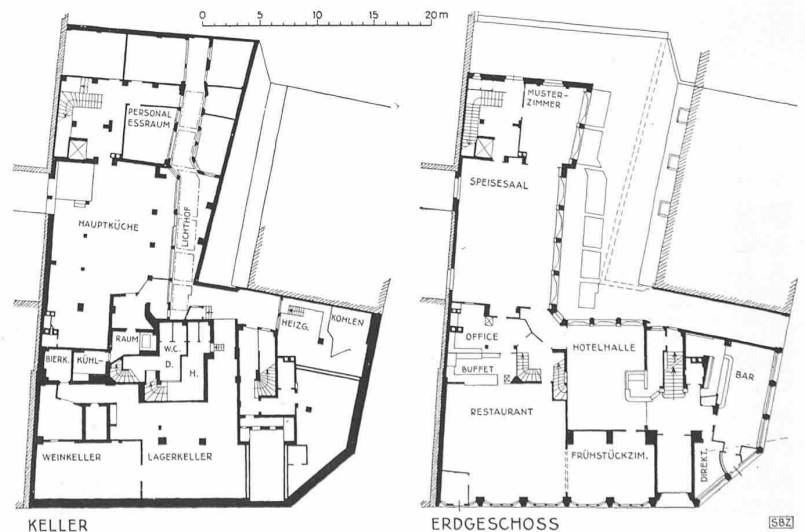 0 5 10 15 20 m
PERSONAL
ESSRAUM
HAUPTKÜCHE
LICHTHOF
HEIZG.
KOHLEN
RAUM
W.C.
D.
H.
BIERK.
KÜHL-
WEINKELLER
LAGERKELLER
KELLER
MUSTER-
ZIMMER
SPEISESAAL
OFFICE
BUFFET
HOTELHALLE
BAR
RESTAURANT
FRÜHSTÜCKZIM.
DIREKT.
ERDGESCHOSS
SBZ